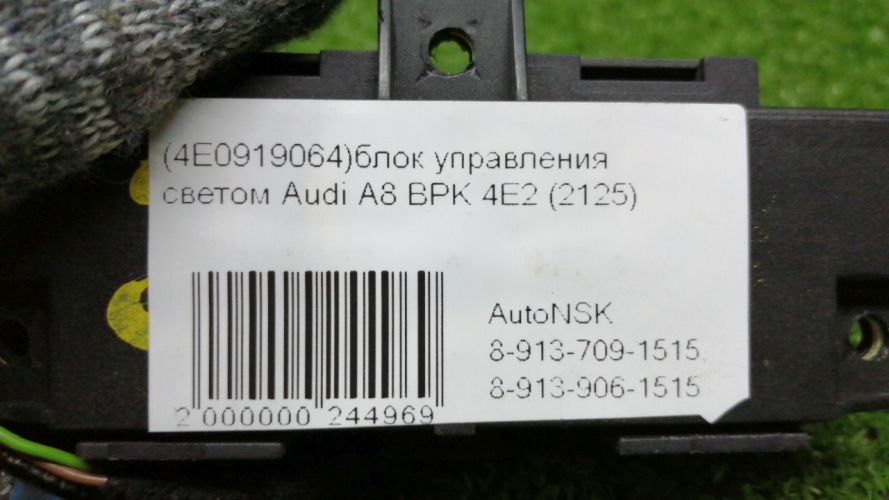 (4E0919064)блок управления
светом Audi A8 BPK 4E2 (2125)
AutoNSK
8-913-709-1515
8-913-906-1515
2 000000 244969